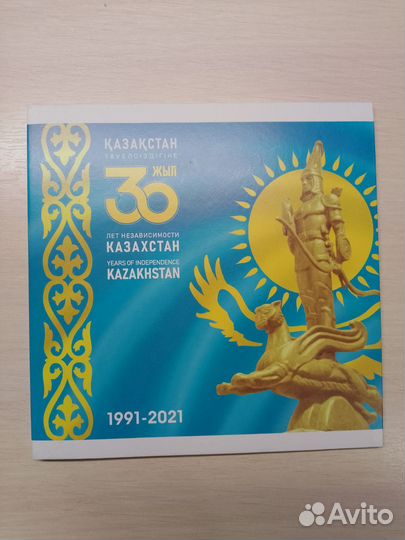 ҚАЗАҚСТАН
ТӘУЕЛСІЗДІГІНЕ
30 ЖЫЛ
ЛЕТ НЕЗАВИСИМОСТИ
КАЗАХСТАН
YEARS OF INDEPENDENCE
KAZAKHSTAN
1991-2021
Avito